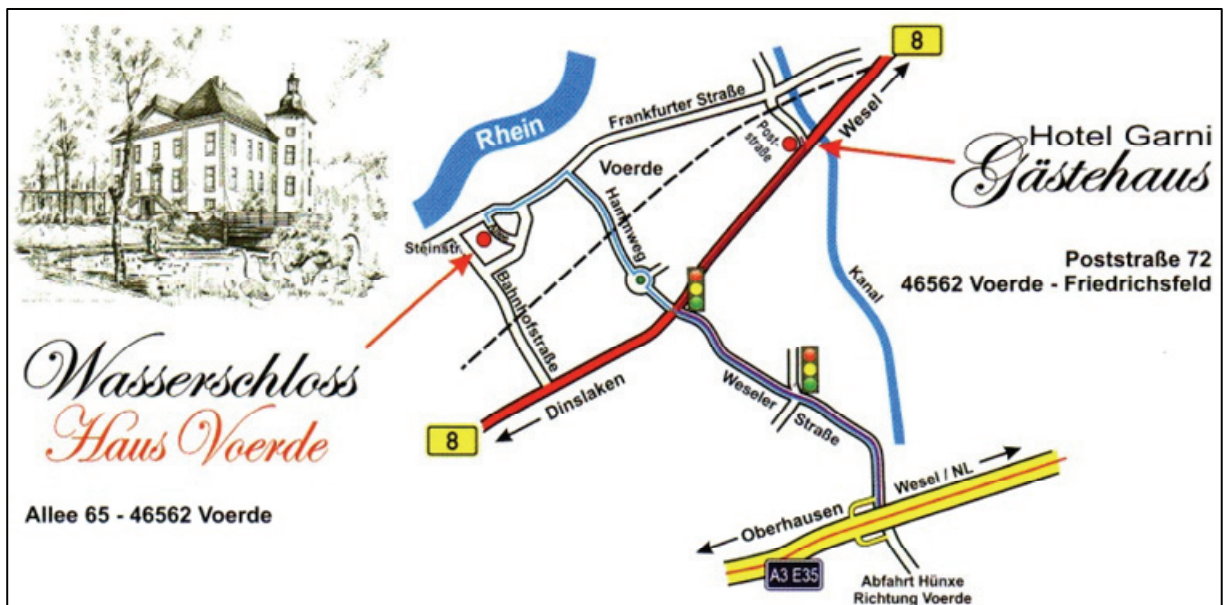 8
Rhein
Frankfurter Straße
Wesel
Post-
straße
Hotel Garni
Gästehaus
Voerde
Hammweg
Steinstr.
Allee
Bahnhofstraße
Poststraße 72
46562 Voerde - Friedrichsfeld
Kanal
Wasserschloss
Haus Voerde
Dinslaken
Weseler
Straße
8
Wesel / NL
Allee 65 - 46562 Voerde
Oberhausen
A3 E35
Abfahrt Hünxe
Richtung Voerde